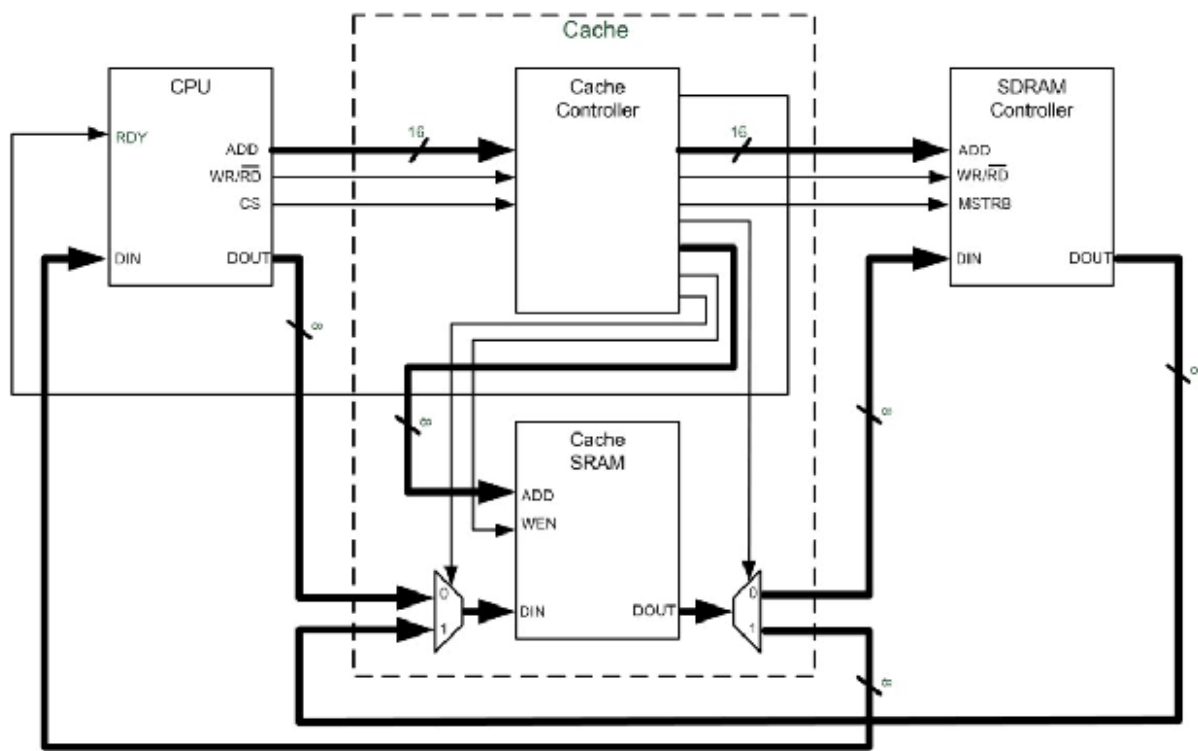 Cache
CPU
Cache
Controller
SDRAM
Controller
RDY
ADD
WR/RD
CS
DIN
DOUT
16
16
ADD
WR/RD
MSTRB
DIN
DOUT
8
8
8
8
Cache
SRAM
ADD
WEN
DIN
DOUT
0
1
0
1
8